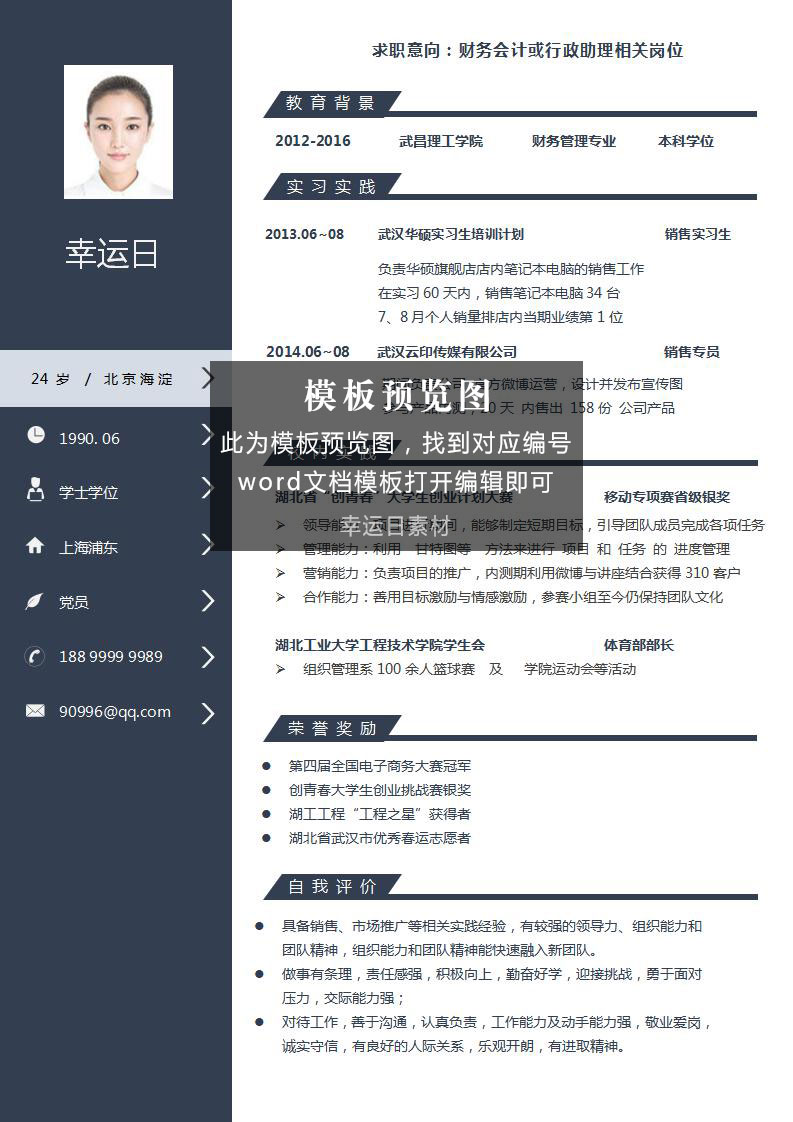 幸运日
24 岁 / 北京海淀
1990. 06
学士学位
上海浦东
党员
188 9999 9989
90996@qq.com
求职意向：财务会计或行政助理相关岗位
教育背景
2012-2016 武昌理工学院 财务管理专业 本科学位
实习实践
2013.06~08 武汉华硕实习生培训计划 销售实习生
负责华硕旗舰店店内笔记本电脑的销售工作
在实习 60 天内，销售笔记本电脑 34 台
7、8 月个人销量排店内当期业绩第 1 位
2014.06~08 武汉云印传媒有限公司 销售专员
方微博运营，设计并发布宣传图
天 内售出 158 份 公司产品
模板预览图
此为模板预览图，找到对应编号
word文档模板打开编辑即可
幸运日素材
湖北省“创青春”大学生创业计划大赛 移动专项赛省级银奖
➢ 领导能力：项目 间，能够制定短期目标，引导团队成员完成各项任务
➢ 管理能力：利用 甘特图等 方法来进行 项目 和 任务 的 进度管理
➢ 营销能力：负责项目的推广，内测期利用微博与讲座结合获得 310 客户
➢ 合作能力：善用目标激励与情感激励，参赛小组至今仍保持团队文化
湖北工业大学工程技术学院学生会 体育部部长
➢ 组织管理系 100 余人篮球赛 及 学院运动会等活动
荣誉奖励
● 第四届全国电子商务大赛冠军
● 创青春大学生创业挑战赛银奖
● 湖工工程“工程之星”获得者
● 湖北省武汉市优秀春运志愿者
自我评价
● 具备销售、市场推广等相关实践经验，有较强的领导力、组织能力和
团队精神，组织能力和团队精神能快速融入新团队。
● 做事有条理，责任感强，积极向上，勤奋好学，迎接挑战，勇于面对
压力，交际能力强；
● 对待工作，善于沟通，认真负责，工作能力及动手能力强，敬业爱岗，
诚实守信，有良好的人际关系，乐观开朗，有进取精神。